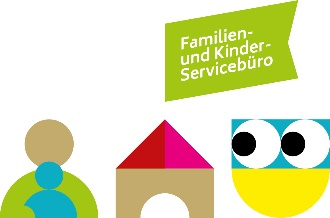 Familien-
und Kinder-
Servicebüro